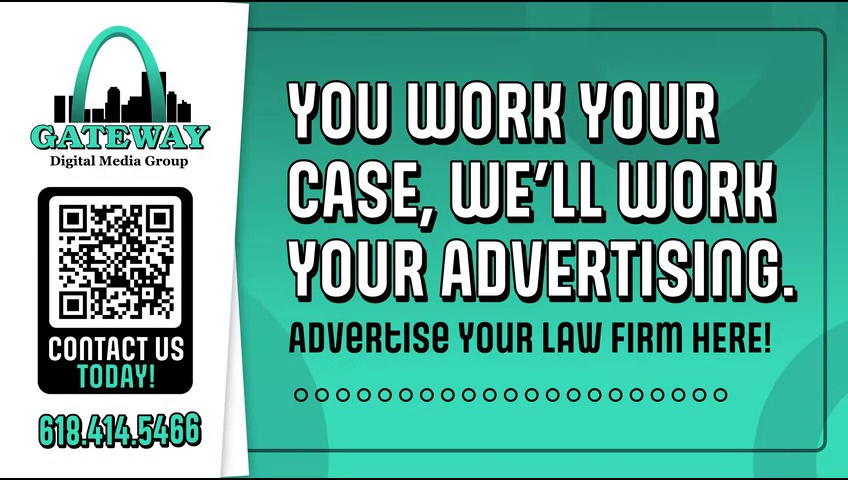 GATEWAY
Digital Media Group
CONTACT US
TODAY!
618.414.5466
YOU WORK YOUR
CASE, WE'LL WORK
YOUR ADVERTISING.
ADVERTISE YOUR LAW FIRM HERE!